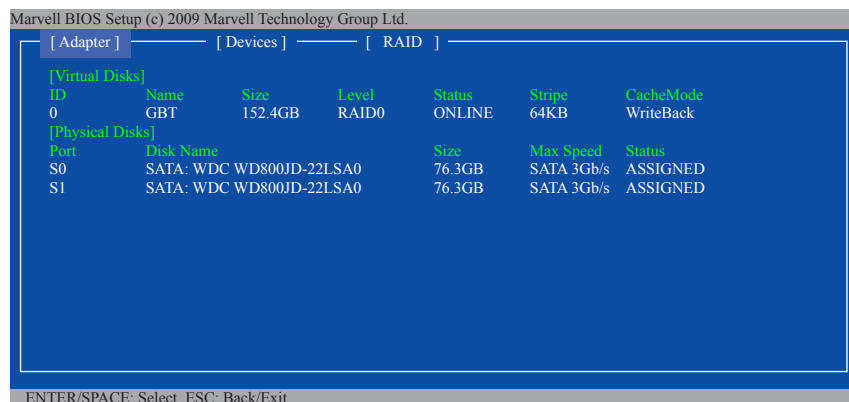 Marvell BIOS Setup (c) 2009 Marvell Technology Group Ltd.
[ Adapter ] [ Devices ] [ RAID ]
[Virtual Disks]
ID Name Size Level Status Stripe CacheMode
0 GBT 152.4GB RAID0 ONLINE 64KB WriteBack
[Physical Disks]
Port Disk Name Size Max Speed Status
S0 SATA: WDC WD800JD-22LSA0 76.3GB SATA 3Gb/s ASSIGNED
S1 SATA: WDC WD800JD-22LSA0 76.3GB SATA 3Gb/s ASSIGNED
ENTER/SPACE: Select ESC: Back/Exit